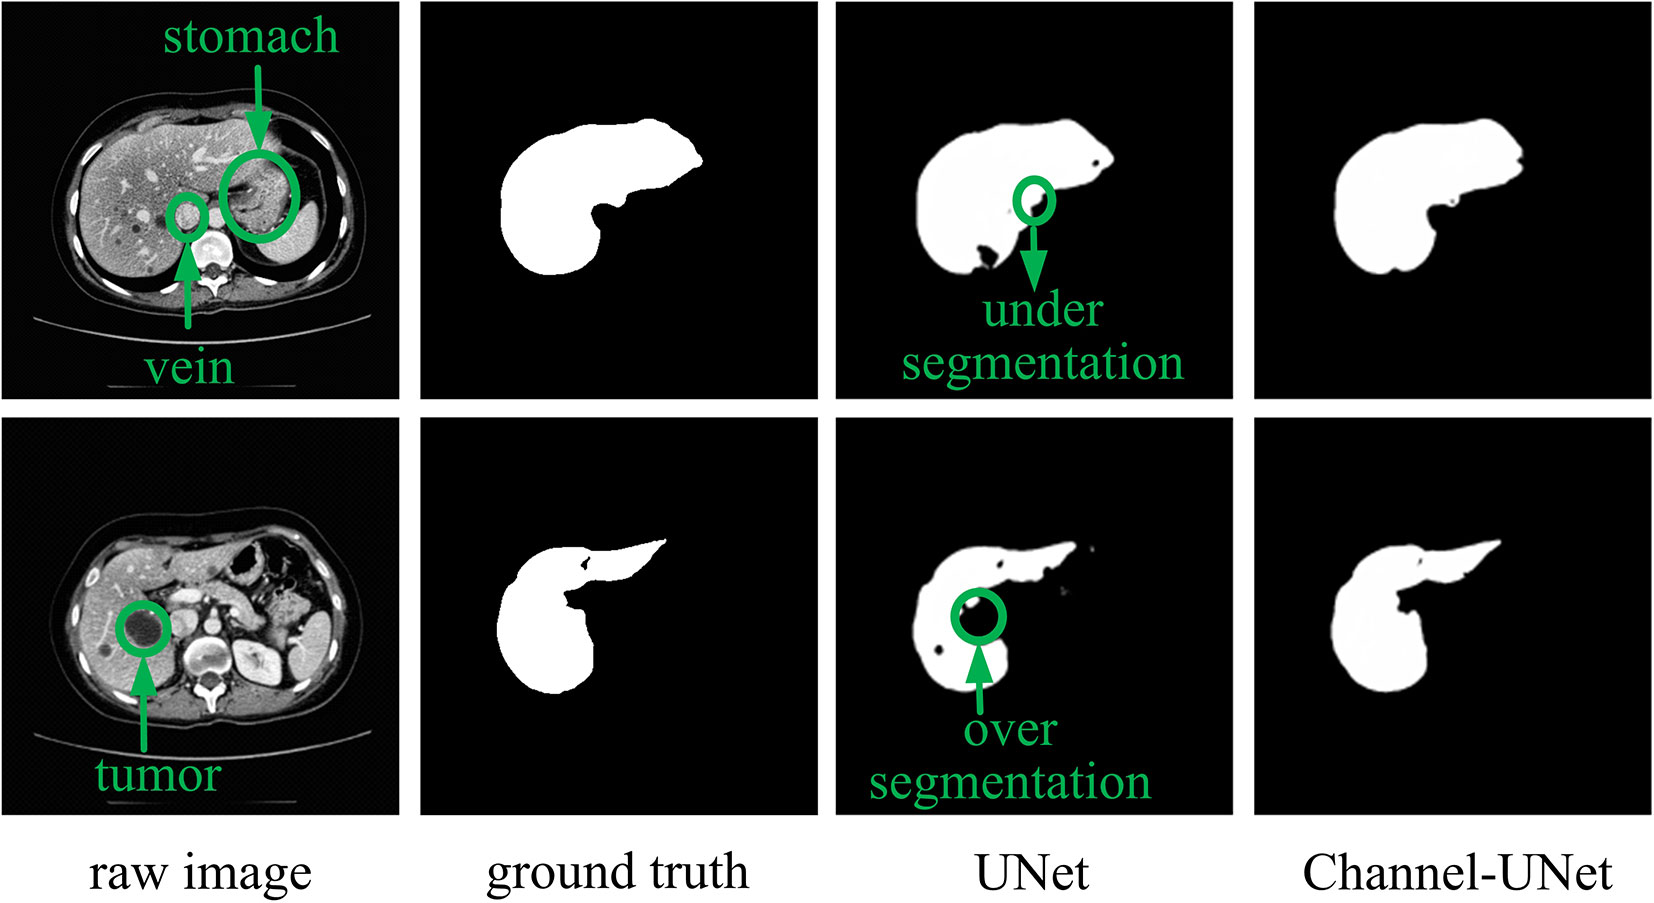 stomach
vein
under
segmentation
tumor
over
segmentation
raw image
ground truth
UNet
Channel-UNet